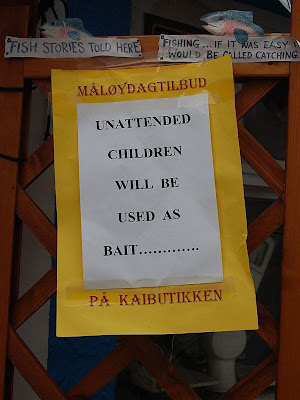 FISH STORIES TOLD HERE
FISHING... IF IT WAS EASY I
WOULD BE CALLED CATCHING
MÅLØYDAGTILBUD
UNATTENDED
CHILDREN
WILL BE
USED AS
BAIT.............
PÅ KAIBUTIKKEN